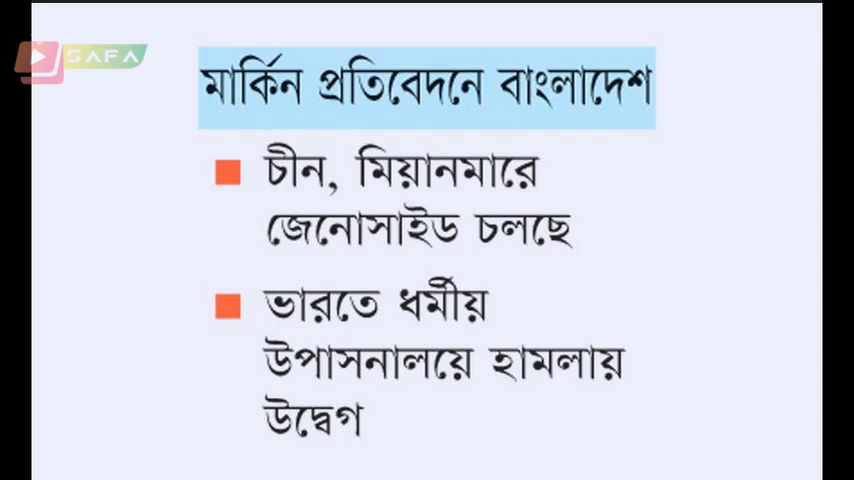 SAFA
মার্কিন প্রতিবেদনে বাংলাদেশ
চীন, মিয়ানমারে
জেনোসাইড চলছে
ভারতে ধর্মীয়
উপাসনালয়ে হামলায়
উদ্বেগ